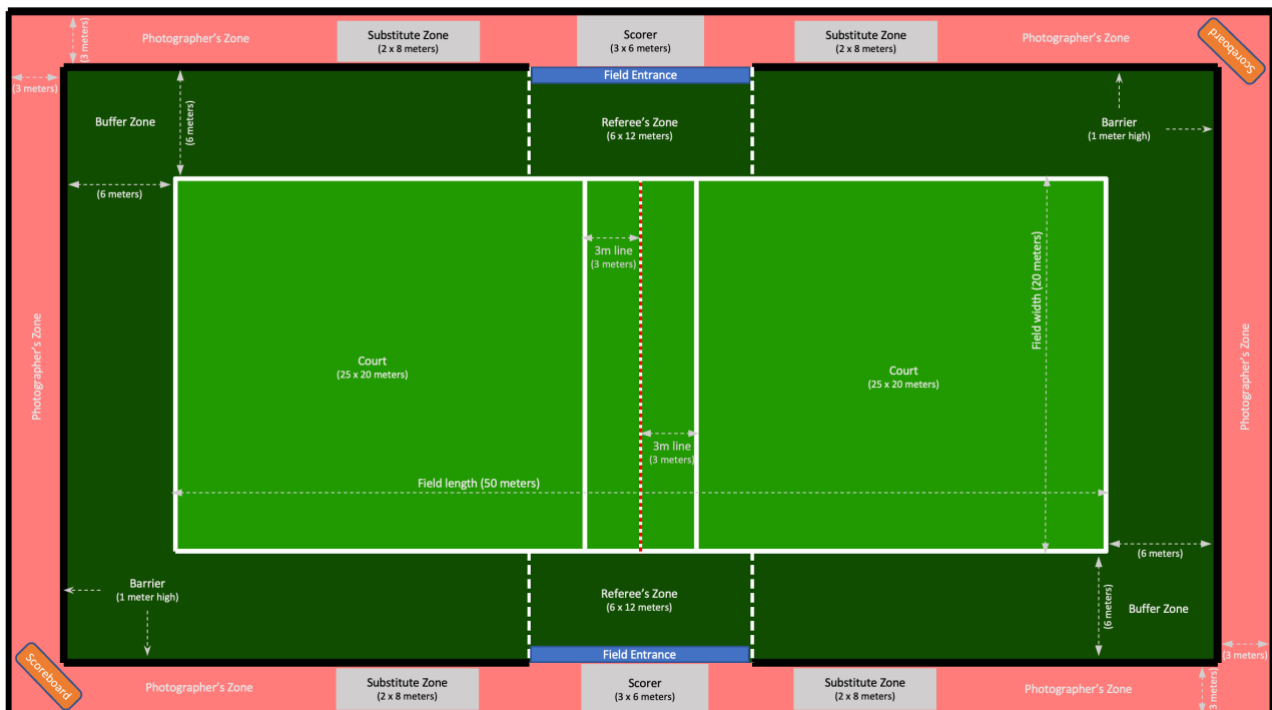 Photographer's Zone
(3 meters)
Substitute Zone
(2 x 8 meters)
Scorer
(3 x 6 meters)
Substitute Zone
(2 x 8 meters)
Photographer's Zone
Scoreboard
(3 meters)
Field Entrance
Buffer Zone
(6 meters)
Referee's Zone
(6 x 12 meters)
Barrier
(1 meter high)
(6 meters)
3m line
(3 meters)
Field width (20 meters)
Photographer's Zone
Court
(25 x 20 meters)
Court
(25 x 20 meters)
Photographer's Zone
3m line
(3 meters)
Field length (50 meters)
(6 meters)
Barrier
(1 meter high)
Referee's Zone
(6 x 12 meters)
(6 meters)
Buffer Zone
Field Entrance
(3 meters)
Scoreboard
Photographer's Zone
Substitute Zone
(2 x 8 meters)
Scorer
(3 x 6 meters)
Substitute Zone
(2 x 8 meters)
Photographer's Zone
(3 meters)